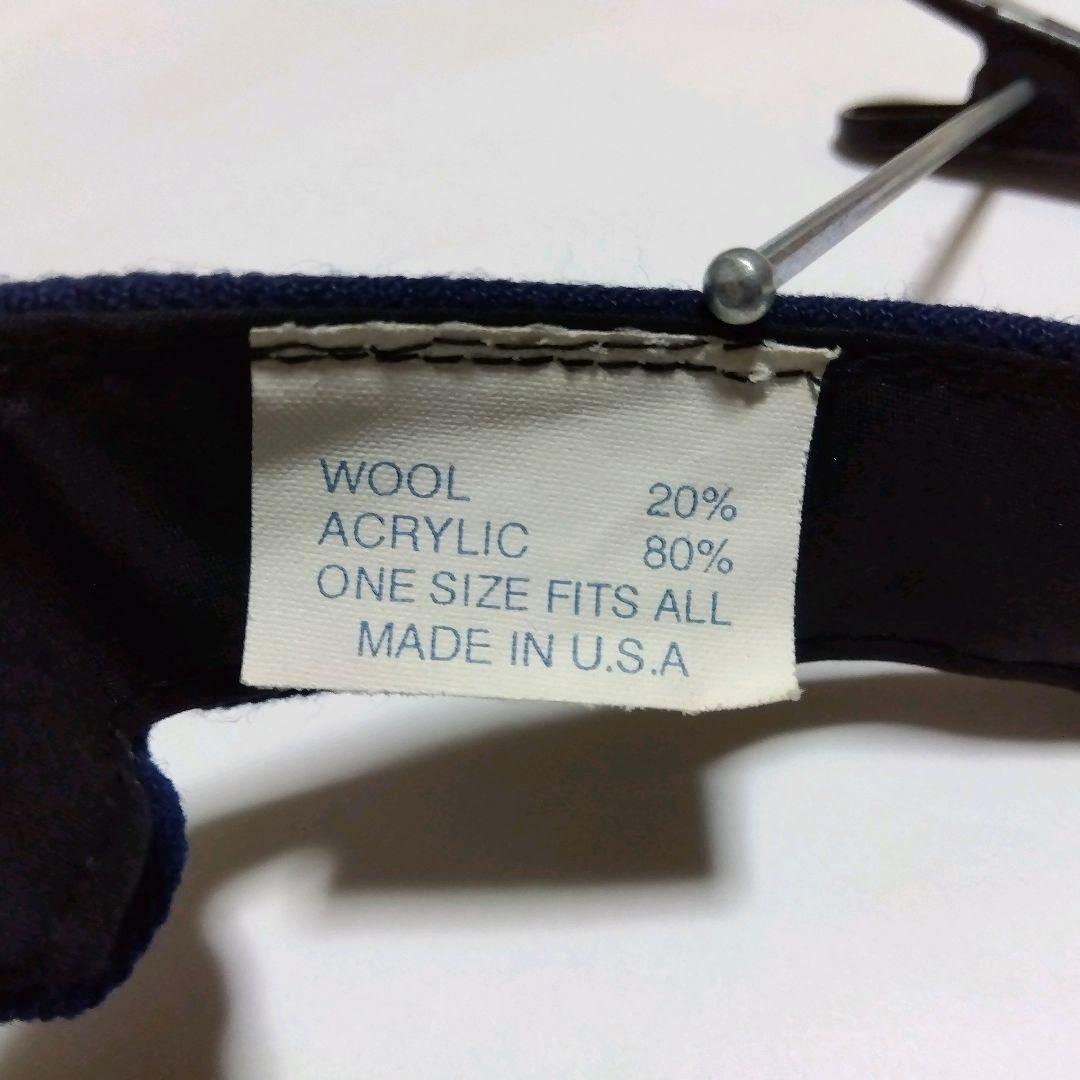 WOOL 20%
ACRYLIC 80%
ONE SIZE FITS ALL
MADE IN U.S.A